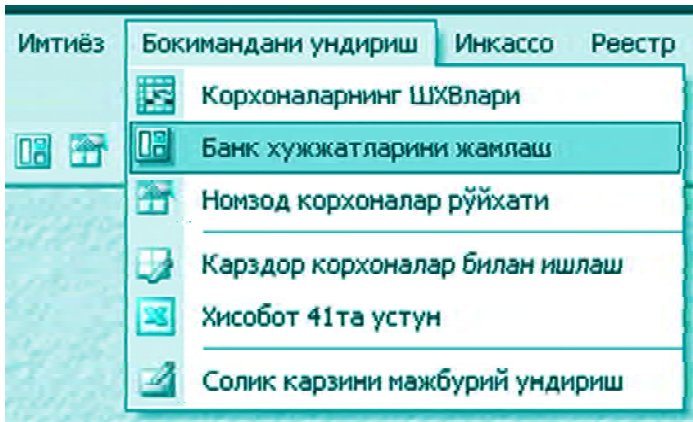 Имтиёз Бокимандани ундириш Инкассо Реестр
Корхоналарнинг ШХВлари
Банк хужжатларини жамлаш
Номзод корхоналар рўйхати
Карздор корхоналар билан ишлаш
Хисобот 41та устун
Солик карзини мажбурий ундириш